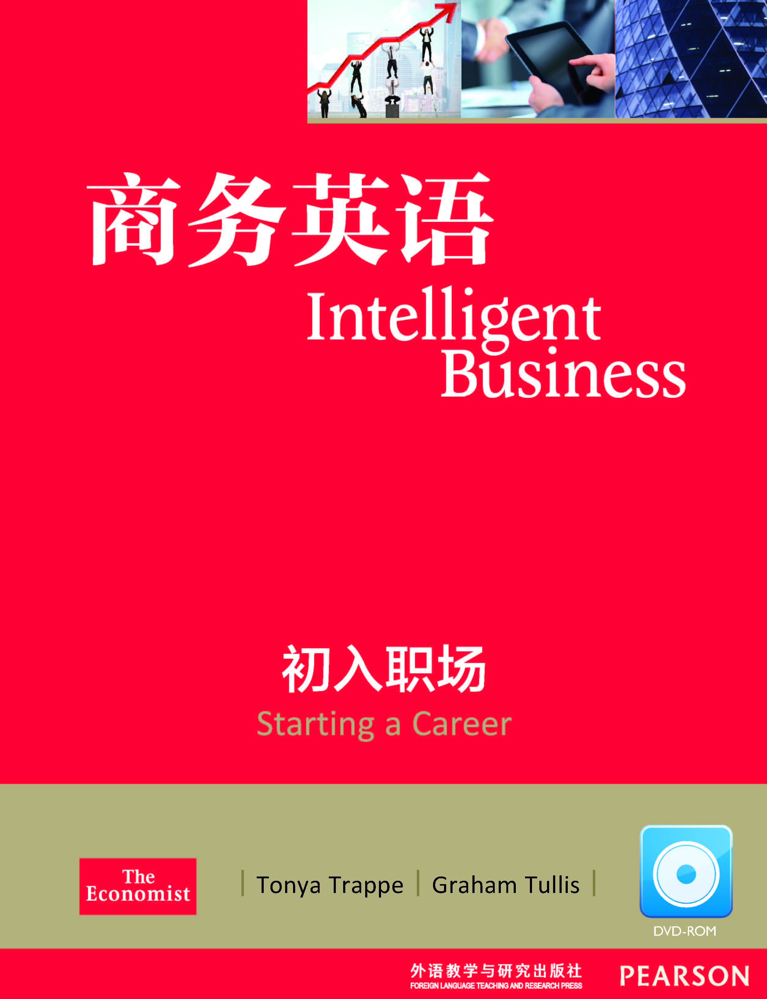 商务英语
Intelligent
Business
初入职场
Starting a Career
The
Economist
Tonya Trappe
Graham Tullis
DVD-ROM
外语教学与研究出版社
FOREIGN LANGUAGE TEACHING AND RESEARCH PRESS
PEARSON